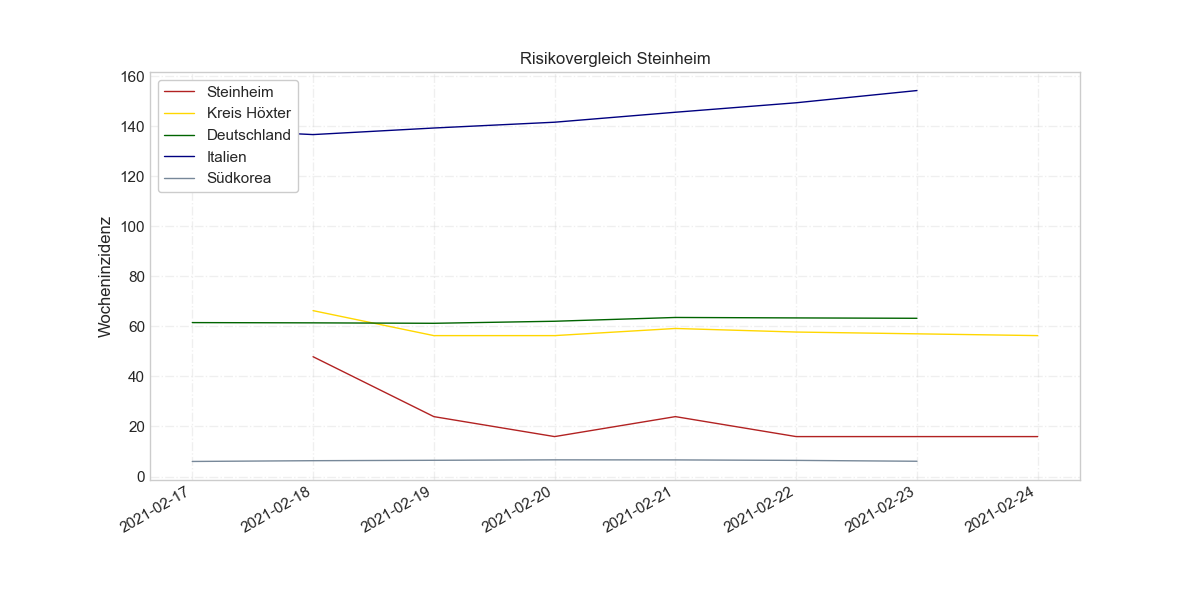 Risikovergleich Steinheim
Wocheninzidenz
160
140
120
100
80
60
40
20
0
Steinheim
Kreis Höxter
Deutschland
Italien
Südkorea
2021-02-17
2021-02-18
2021-02-19
2021-02-20
2021-02-21
2021-02-22
2021-02-23
2021-02-24